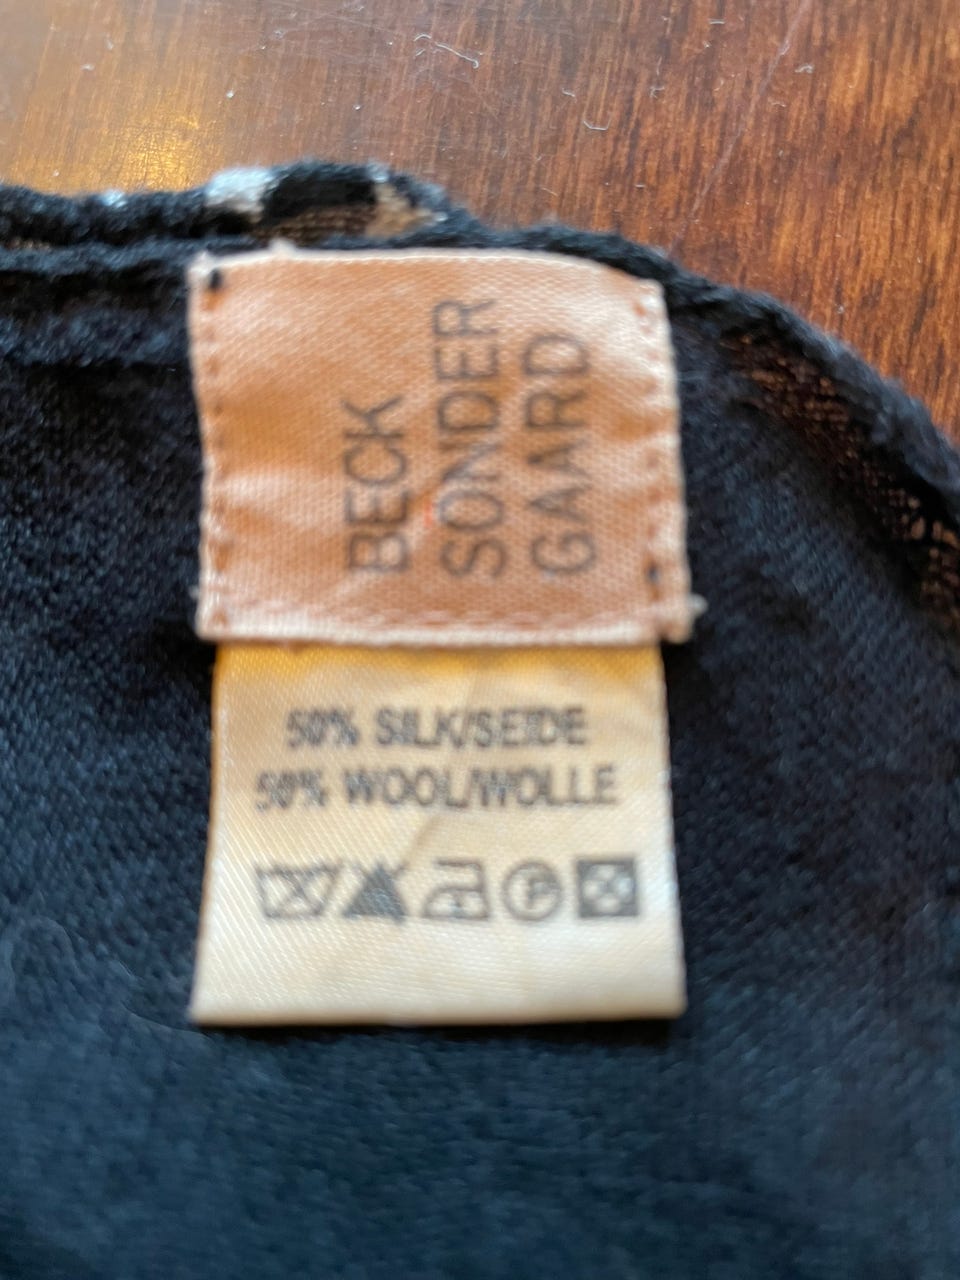 BECK
SONDER
GAARD
50% SILK/SEIDE
50% WOOL/WOLLE
P